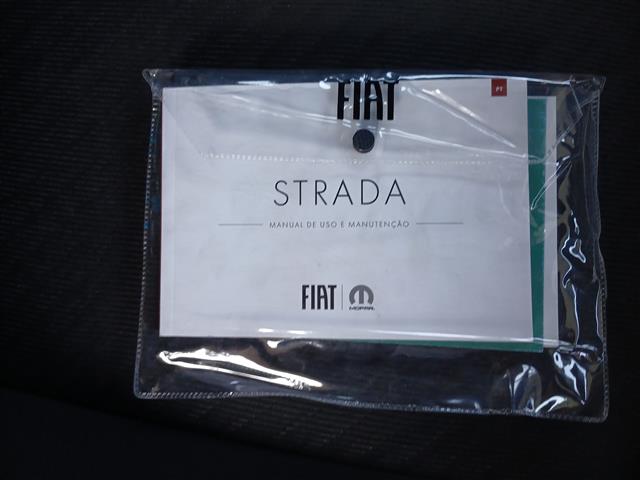 FIAT
PT
STRADA
MANUAL DE USO E MANUTENÇÃO
FIAT
MOPAR